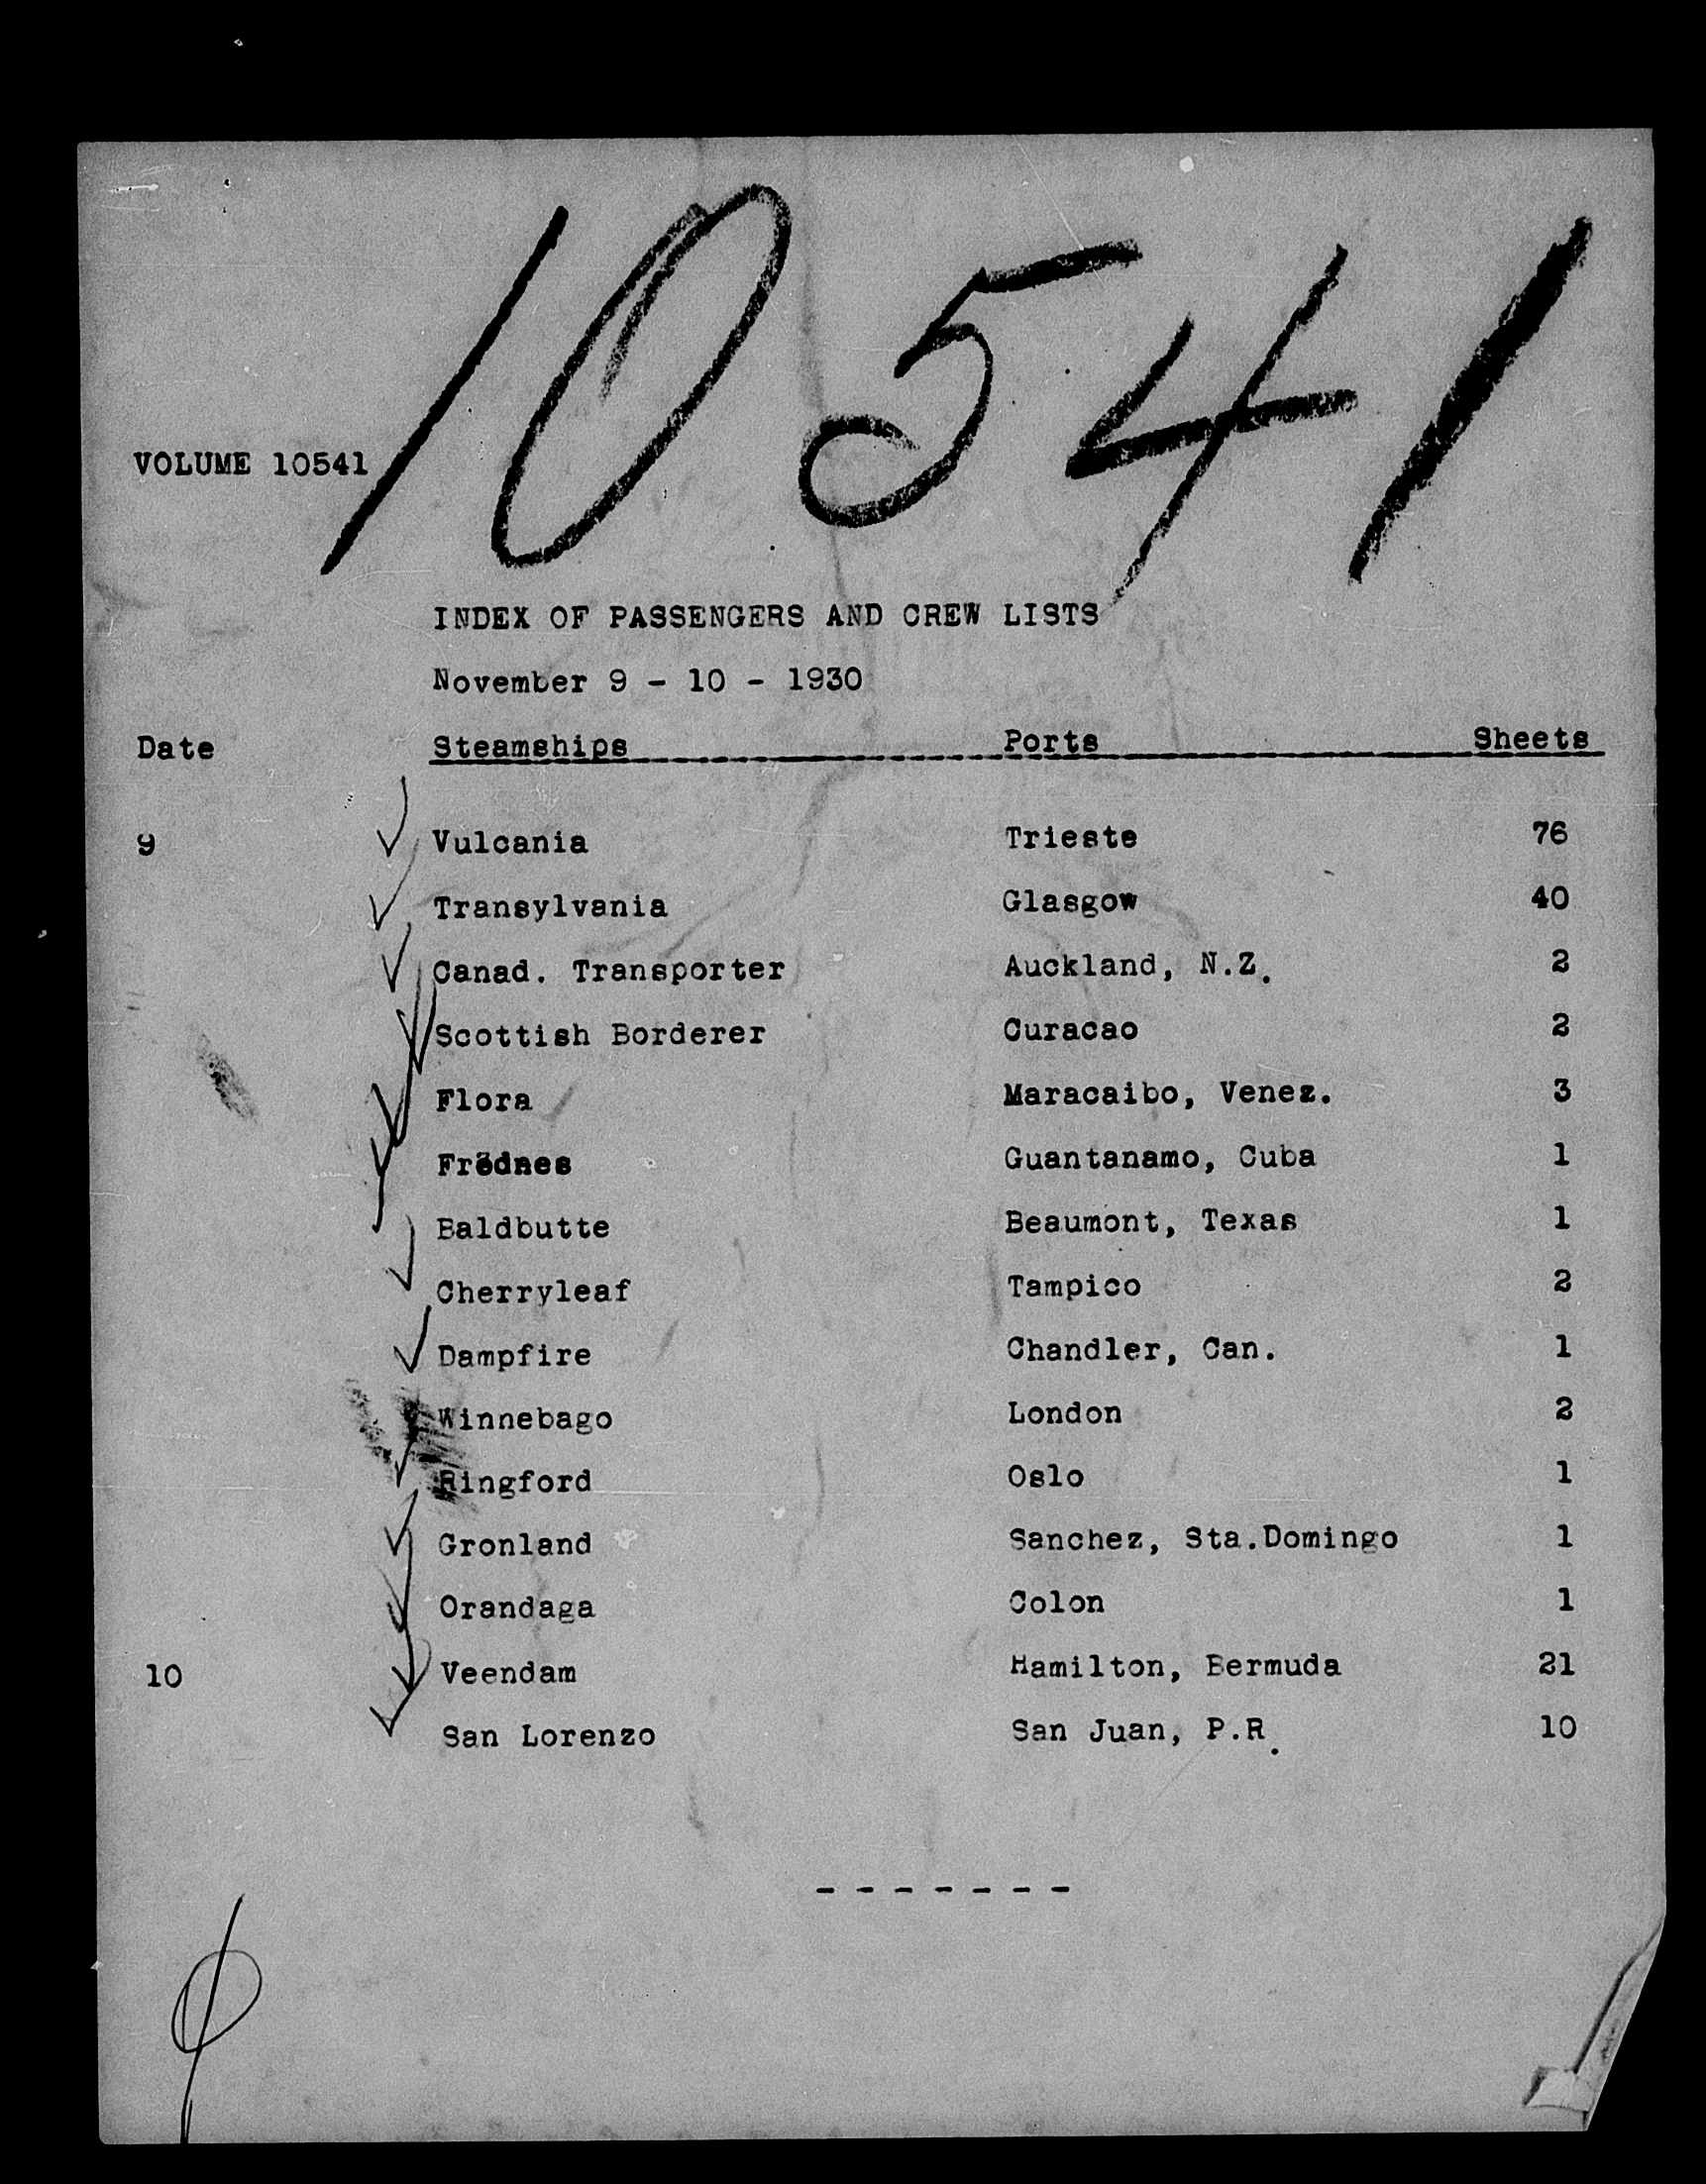 10541
VOLUME 10541
INDEX OF PASSENGERS AND CREW LISTS
November 9 - 10 - 1930
Date Steamships Ports Sheets
9 Vulcania Trieste 76
Transylvania Glasgow 40
Canad. Transporter Auckland, N.Z. 2
Scottish Borderer Curacao 2
Flora Maracaibo, Venez. 3
Frednes Guantanamo, Cuba 1
Baldbutte Beaumont, Texas 1
Cherryleaf Tampico 2
Dampfire Chandler, Can. 1
Winnebago London 2
Ringford Oslo 1
Gronland Sanchez, Sta.Domingo 1
Orandaga Colon 1
10 Veendam Hamilton, Bermuda 21
San Lorenzo San Juan, P.R. 10
- - - - - - -